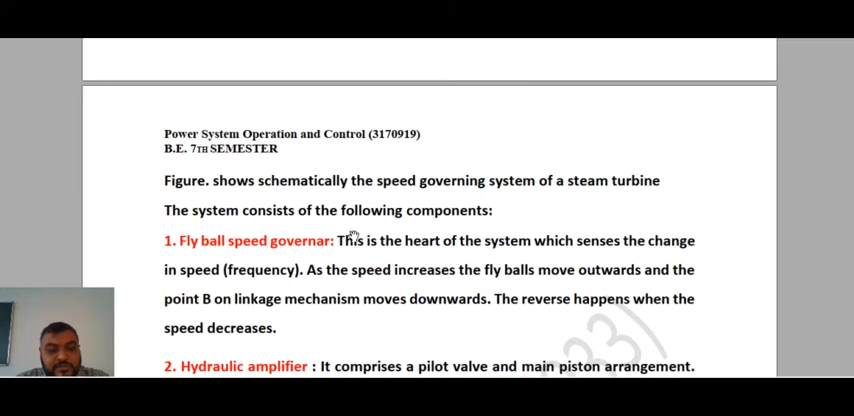 Power System Operation and Control (3170919)
B.E. 7TH SEMESTER
Figure. shows schematically the speed governing system of a steam turbine
The system consists of the following components:
1. Fly ball speed governar: This is the heart of the system which senses the change
in speed (frequency). As the speed increases the fly balls move outwards and the
point B on linkage mechanism moves downwards. The reverse happens when the
speed decreases.
2. Hydraulic amplifier : It comprises a pilot valve and main piston arrangement.